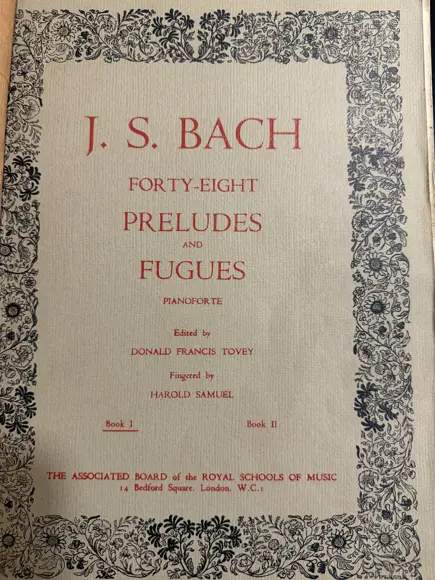 J. S. BACH
FORTY-EIGHT
PRELUDES
AND
FUGUES
PIANOFORTE
Edited by
DONALD FRANCIS TOVEY
Fingered by
HAROLD SAMUEL
Book I Book II
THE ASSOCIATED BOARD of the ROYAL SCHOOLS OF MUSIC
14 Bedford Square, London, W.C.1